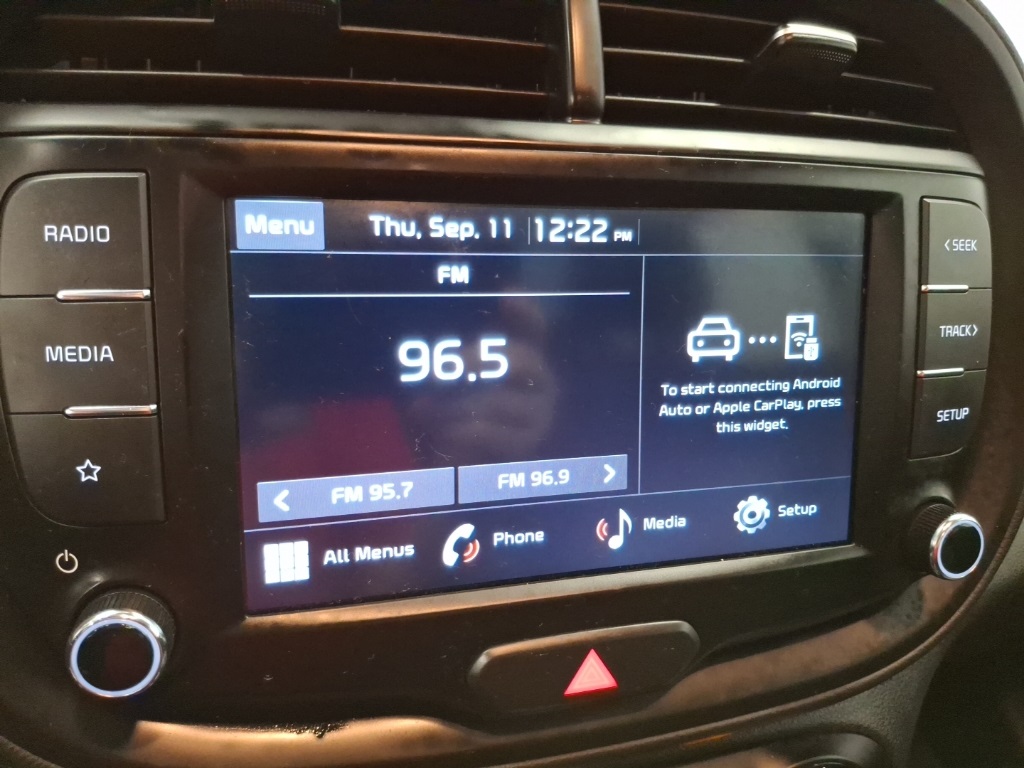 RADIO
MEDIA
Menu
Thu, Sep. 11
12:22 PM
FM
96.5
< FM 95.7
FM 96.9 >
To start connecting Android
Auto or Apple CarPlay, press
this widget.
All Menus
Phone
Media
Setup
< SEEK
TRACK >
SETUP